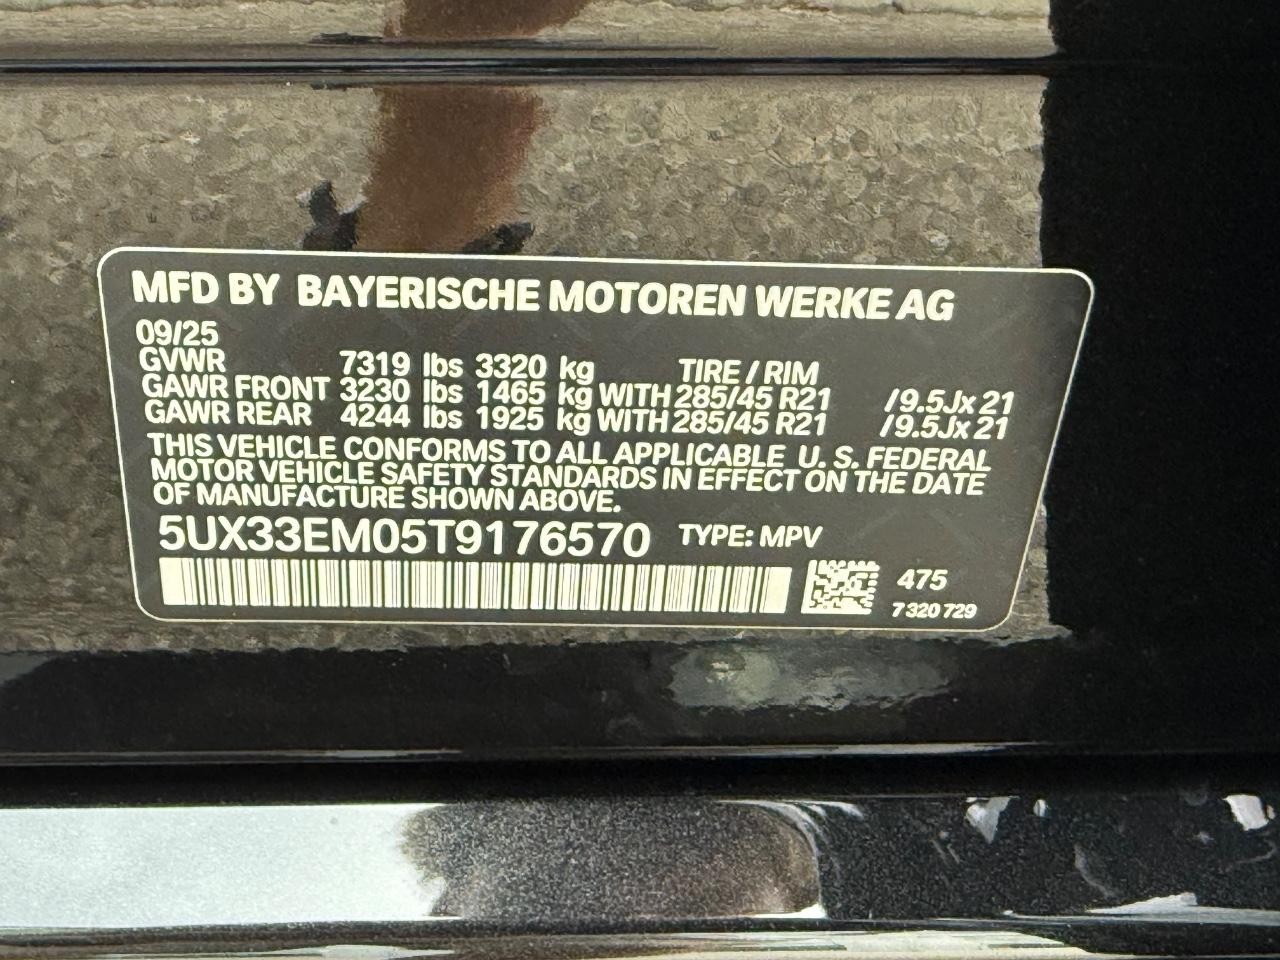 MFD BY BAYERISCHE MOTOREN WERKE AG
09/25
GVWR 7319 lbs 3320 kg TIRE / RIM
GAWR FRONT 3230 lbs 1465 kg WITH 285/45 R21 /9.5Jx 21
GAWR REAR 4244 lbs 1925 kg WITH 285/45 R21 /9.5Jx 21
THIS VEHICLE CONFORMS TO ALL APPLICABLE U. S. FEDERAL
MOTOR VEHICLE SAFETY STANDARDS IN EFFECT ON THE DATE
OF MANUFACTURE SHOWN ABOVE.
5UX33EM05T9176570 TYPE: MPV
475
7 320 729